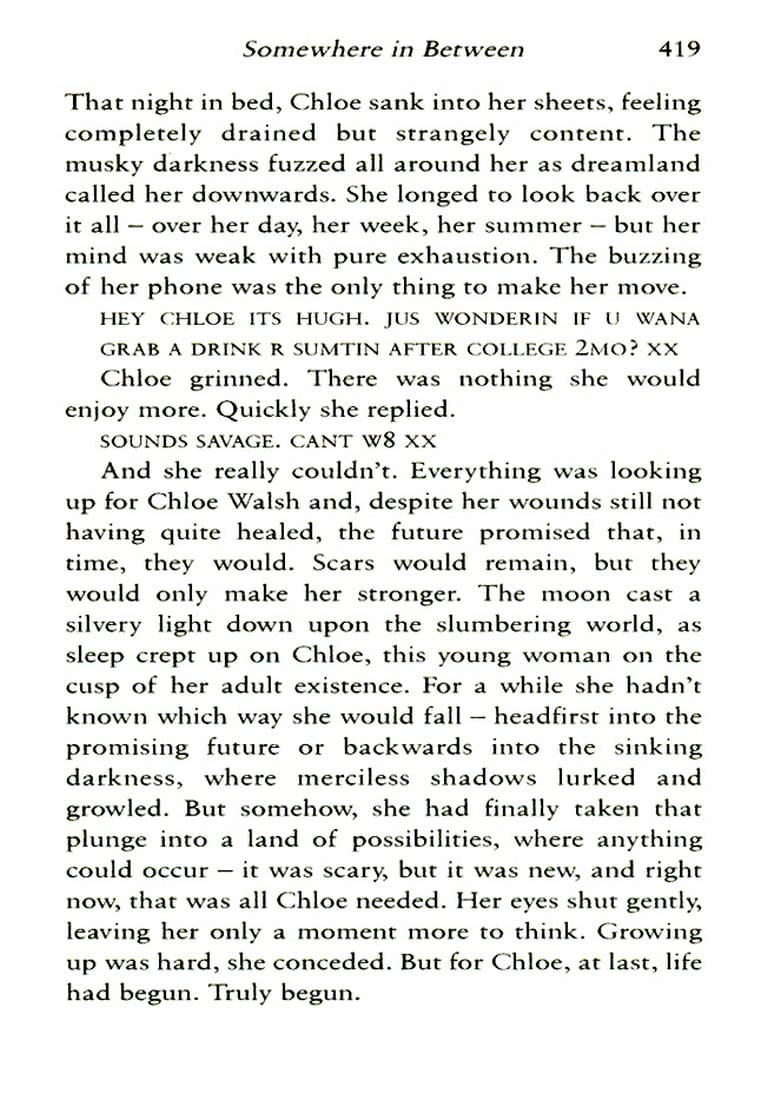 Somewhere in Between 419
That night in bed, Chloe sank into her sheets, feeling
completely drained but strangely content. The
musky darkness fuzzed all around her as dreamland
called her downwards. She longed to look back over
it all – over her day, her week, her summer – but her
mind was weak with pure exhaustion. The buzzing
of her phone was the only thing to make her move.
HEY CHLOE ITS HUGH. JUS WONDERIN IF U WANA
GRAB A DRINK R SUMTIN AFTER COLLEGE 2MO? XX
Chloe grinned. There was nothing she would
enjoy more. Quickly she replied.
SOUNDS SAVAGE. CANT W8 XX
And she really couldn't. Everything was looking
up for Chloe Walsh and, despite her wounds still not
having quite healed, the future promised that, in
time, they would. Scars would remain, but they
would only make her stronger. The moon cast a
silvery light down upon the slumbering world, as
sleep crept up on Chloe, this young woman on the
cusp of her adult existence. For a while she hadn't
known which way she would fall – headfirst into the
promising future or backwards into the sinking
darkness, where merciless shadows lurked and
growled. But somehow, she had finally taken that
plunge into a land of possibilities, where anything
could occur – it was scary, but it was new, and right
now, that was all Chloe needed. Her eyes shut gently,
leaving her only a moment more to think. Growing
up was hard, she conceded. But for Chloe, at last, life
had begun. Truly begun.